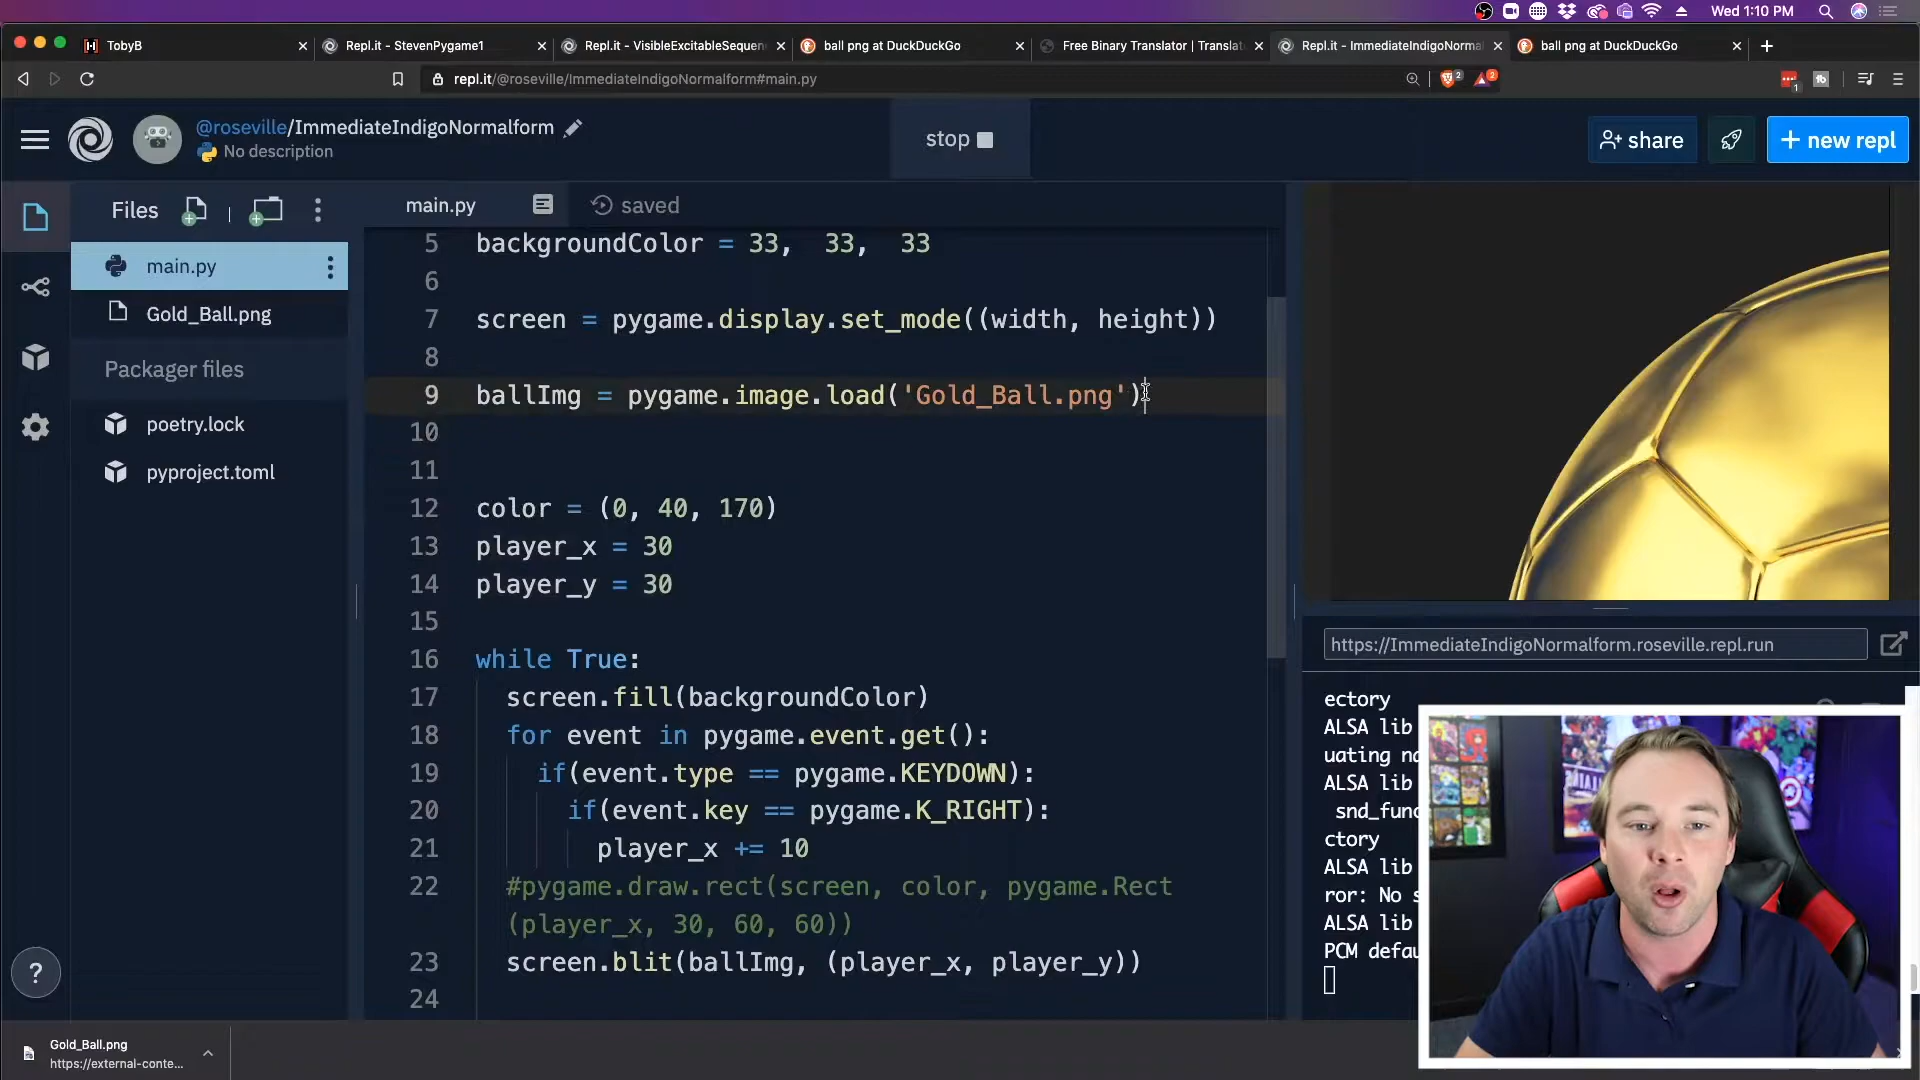 Wed 1:10 PM
TobyB
Repl.it - StevenPygame1
Repl.it - VisibleExcitableSequen
ball png at DuckDuckGo
Free Binary Translator | Translat
Repl.it - ImmediateIndigoNormal
ball png at DuckDuckGo
repl.it/@roseville/ImmediateIndigoNormalform#main.py
2
2
1
@roseville/ImmediateIndigoNormalform
No description
stop
share
+ new repl
Files
main.py
Gold_Ball.png
Packager files
poetry.lock
pyproject.toml
main.py
saved
5 backgroundColor = 33, 33, 33
6
7 screen = pygame.display.set_mode((width, height))
8
9 ballImg = pygame.image.load('Gold_Ball.png')
10
11
12 color = (0, 40, 170)
13 player_x = 30
14 player_y = 30
15
16 while True:
17 screen.fill(backgroundColor)
18 for event in pygame.event.get():
19 if(event.type == pygame.KEYDOWN):
20 if(event.key == pygame.K_RIGHT):
21 player_x += 10
22 #pygame.draw.rect(screen, color, pygame.Rect
(player_x, 30, 60, 60))
23 screen.blit(ballImg, (player_x, player_y))
24
https://ImmediateIndigoNormalform.roseville.repl.run
ectory
ALSA lib
uating na
ALSA lib
snd_func
ctory
ALSA lib
ror: No s
ALSA lib
PCM defau
?
Gold_Ball.png
https://external-conte...